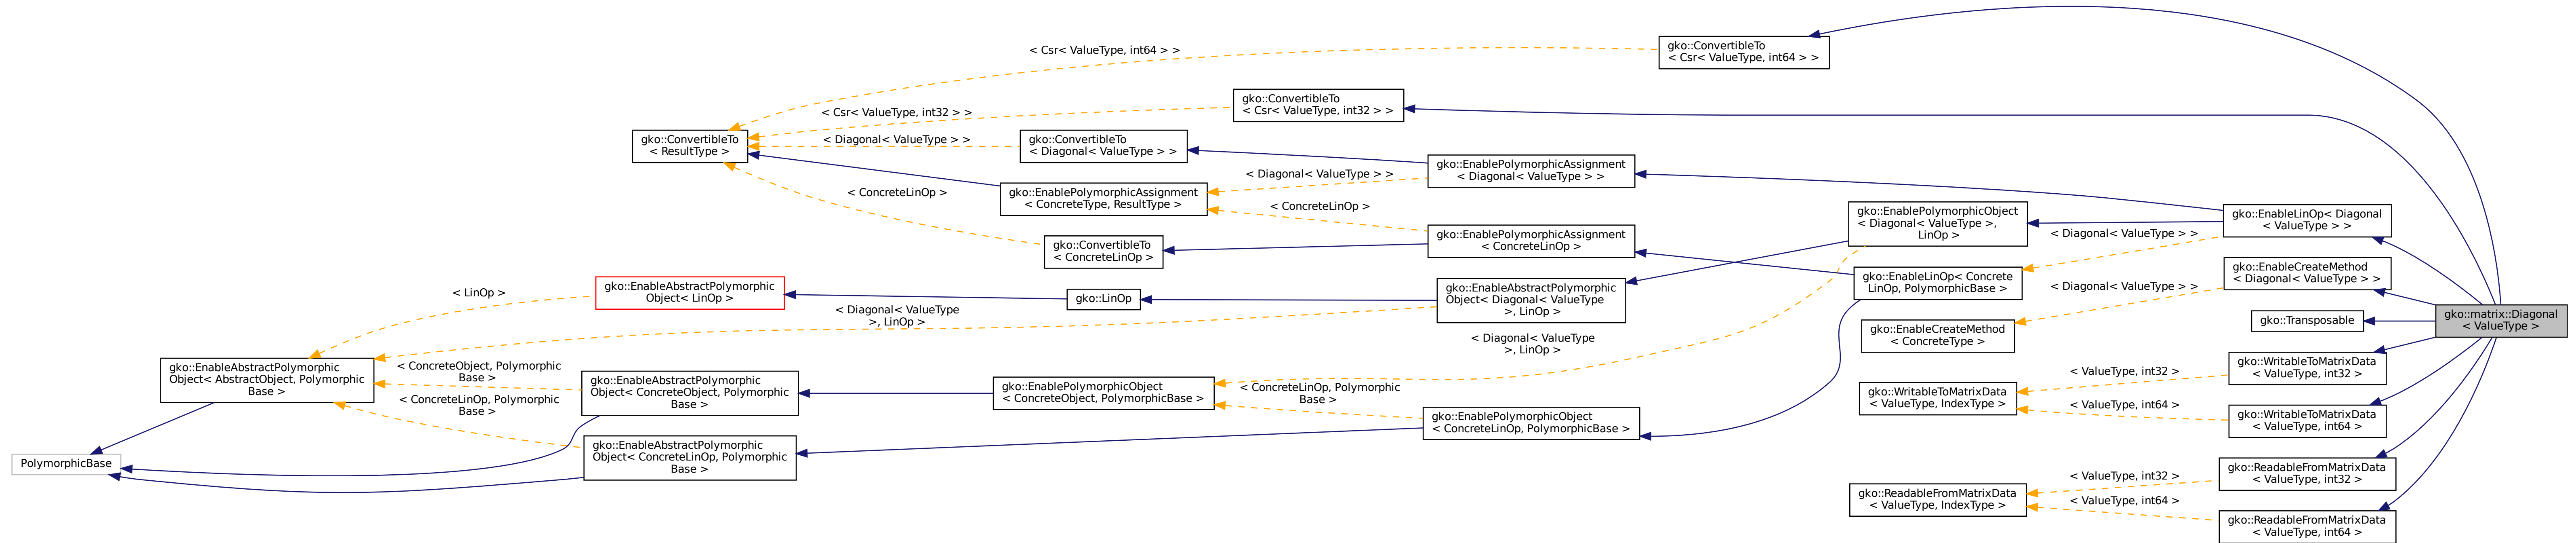 gko::ConvertibleTo
< Csr< ValueType, int64 > >
< Csr< ValueType, int64 > >
gko::ConvertibleTo
< Csr< ValueType, int32 > >
< Csr< ValueType, int32 > >
gko::ConvertibleTo
< ResultType >
< Diagonal< ValueType > >
gko::ConvertibleTo
< Diagonal< ValueType > >
gko::EnablePolymorphicAssignment
< Diagonal< ValueType > >
< Diagonal< ValueType > >
gko::EnablePolymorphicAssignment
< ConcreteType, ResultType >
< ConcreteLinOp >
< ConcreteLinOp >
gko::ConvertibleTo
< ConcreteLinOp >
gko::EnablePolymorphicAssignment
< ConcreteLinOp >
gko::EnablePolymorphicObject
< Diagonal< ValueType >,
LinOp >
gko::EnableLinOp< Diagonal
< ValueType > >
< Diagonal< ValueType > >
gko::EnableLinOp< Concrete
LinOp, PolymorphicBase >
gko::EnableCreateMethod
< Diagonal< ValueType > >
< Diagonal< ValueType > >
gko::EnableCreateMethod
< ConcreteType >
gko::matrix::Diagonal
< ValueType >
gko::Transposable
< LinOp >
gko::EnableAbstractPolymorphic
Object< LinOp >
gko::LinOp
gko::EnableAbstractPolymorphic
Object< Diagonal< ValueType
>, LinOp >
< Diagonal< ValueType
>, LinOp >
< Diagonal< ValueType
>, LinOp >
gko::EnableAbstractPolymorphic
Object< AbstractObject, Polymorphic
Base >
< ConcreteObject, Polymorphic
Base >
< ConcreteLinOp, Polymorphic
Base >
gko::EnableAbstractPolymorphic
Object< ConcreteObject, Polymorphic
Base >
gko::EnablePolymorphicObject
< ConcreteObject, PolymorphicBase >
< ConcreteLinOp, Polymorphic
Base >
gko::EnablePolymorphicObject
< ConcreteLinOp, PolymorphicBase >
gko::EnableAbstractPolymorphic
Object< ConcreteLinOp, Polymorphic
Base >
PolymorphicBase
gko::WritableToMatrixData
< ValueType, int32 >
< ValueType, int32 >
gko::WritableToMatrixData
< ValueType, IndexType >
< ValueType, int64 >
gko::WritableToMatrixData
< ValueType, int64 >
gko::ReadableFromMatrixData
< ValueType, int32 >
< ValueType, int32 >
gko::ReadableFromMatrixData
< ValueType, IndexType >
< ValueType, int64 >
gko::ReadableFromMatrixData
< ValueType, int64 >